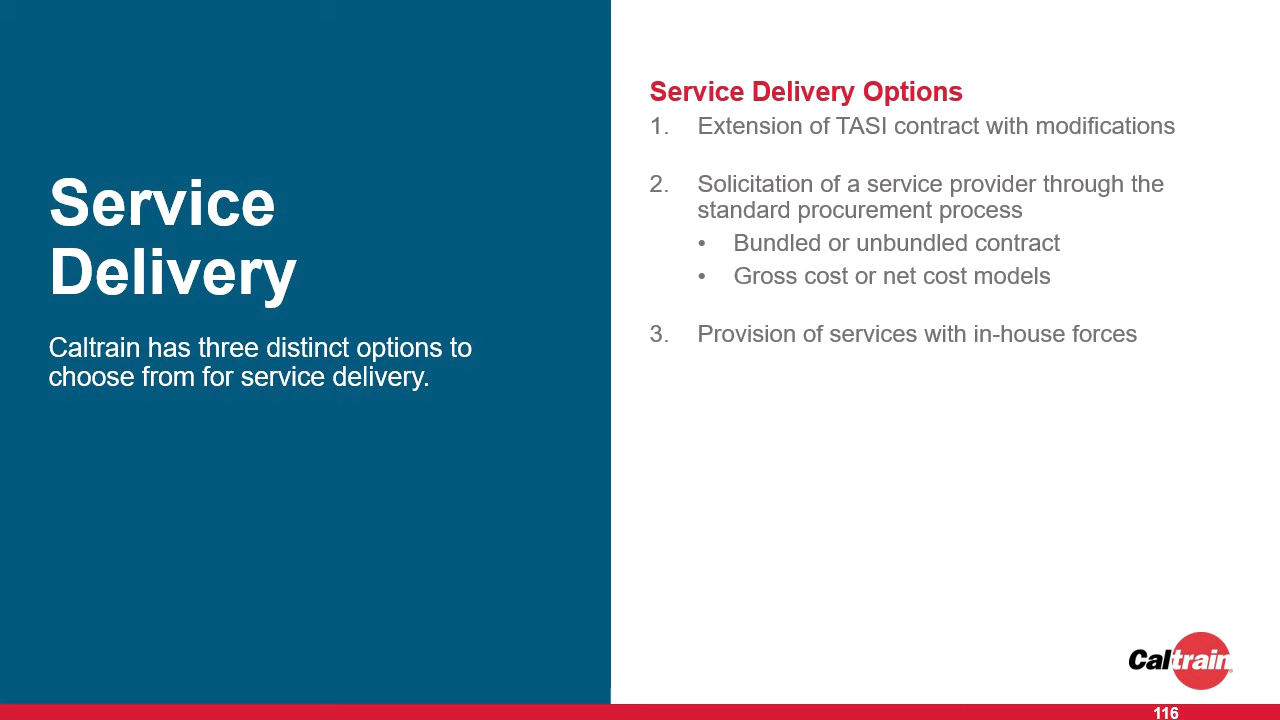 Service
Delivery
Caltrain has three distinct options to
choose from for service delivery.
Service Delivery Options
1. Extension of TASI contract with modifications
2. Solicitation of a service provider through the
standard procurement process
• Bundled or unbundled contract
• Gross cost or net cost models
3. Provision of services with in-house forces
Caltrain
116